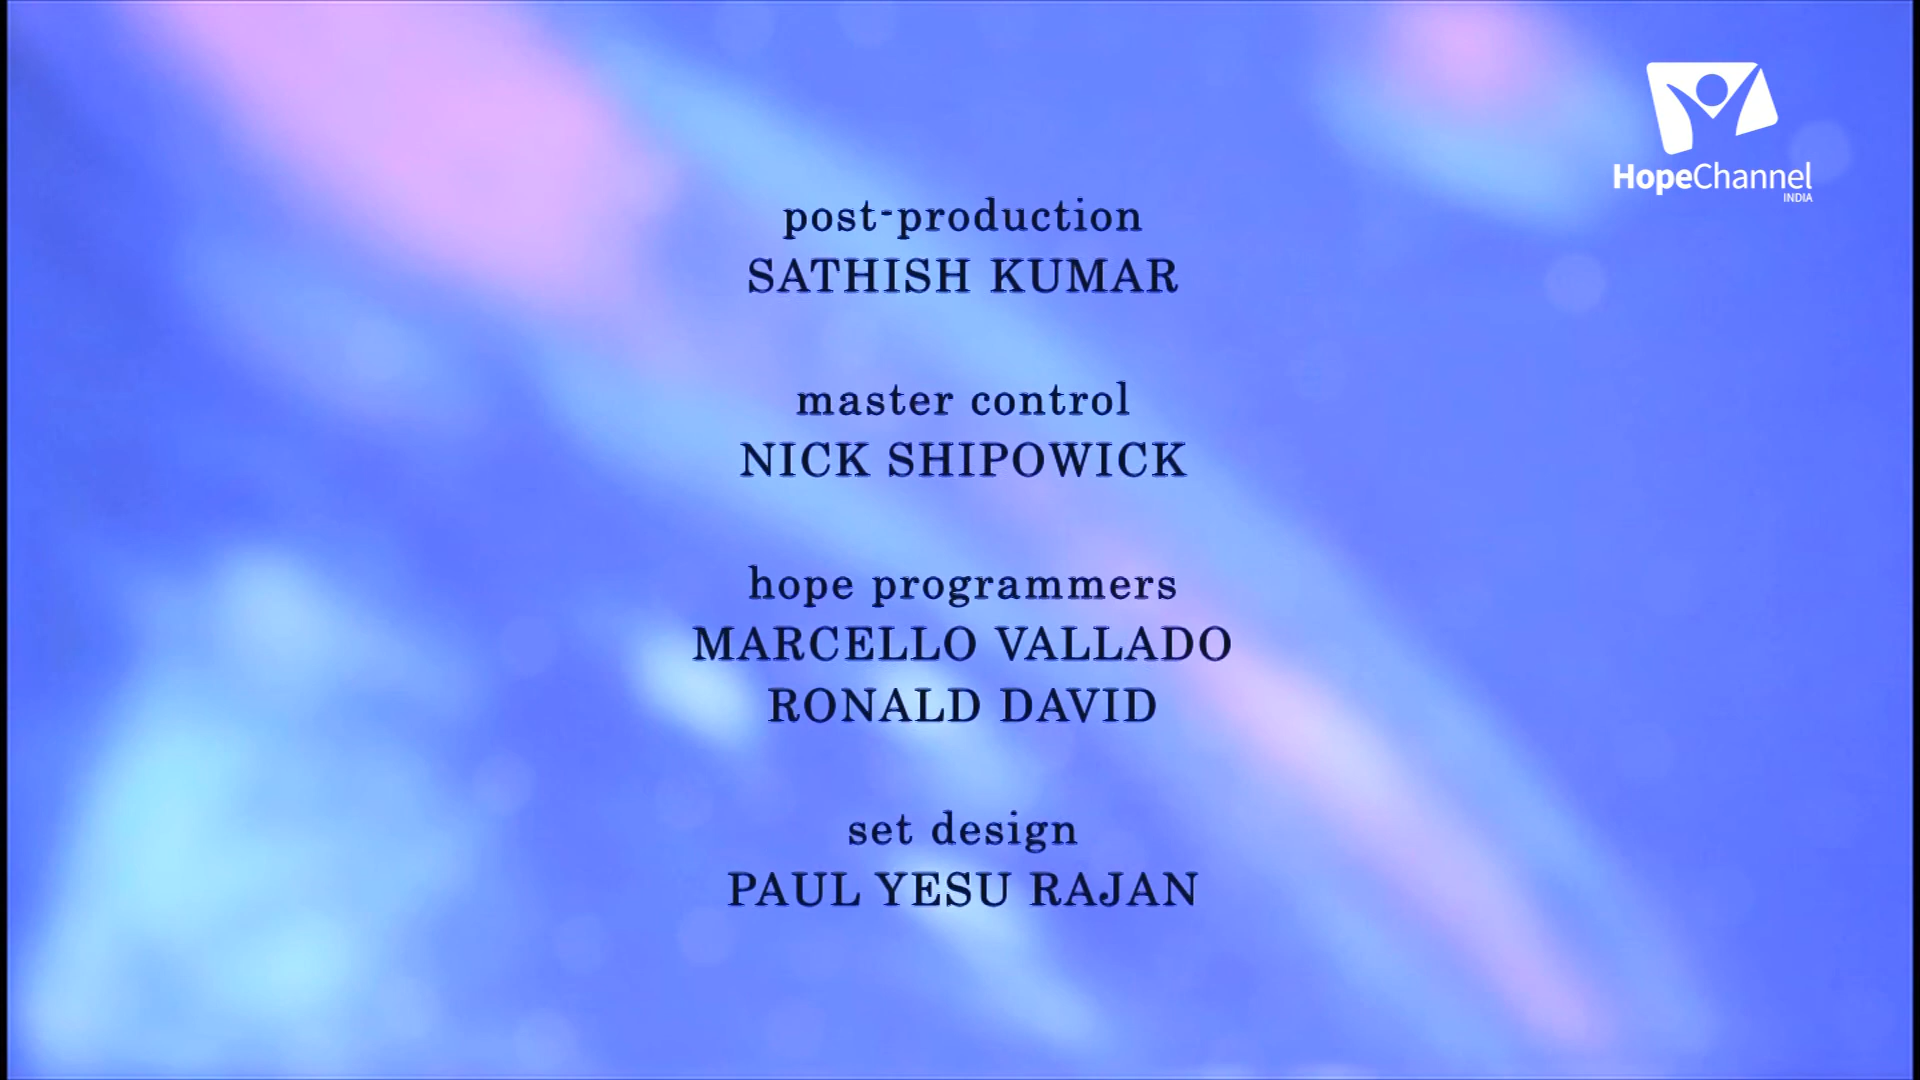 HopeChannel
INDIA
post-production
SATHISH KUMAR
master control
NICK SHIPOWICK
hope programmers
MARCELLO VALLADO
RONALD DAVID
set design
PAUL YESU RAJAN